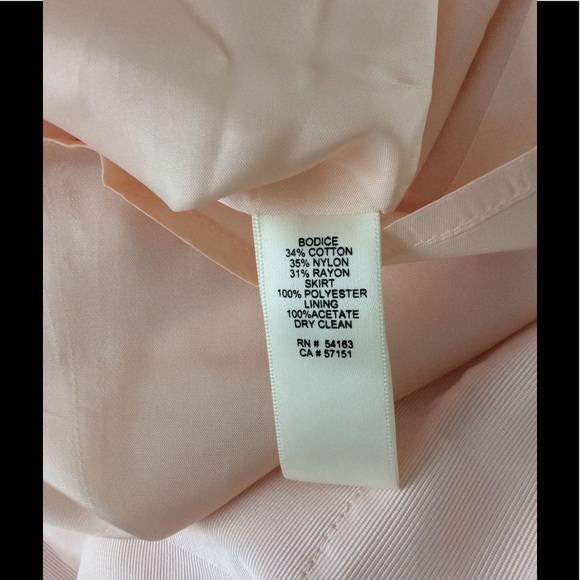 BODICE
34% COTTON
35% NYLON
31% RAYON
SKIRT
100% POLYESTER
LINING
100%ACETATE
DRY CLEAN
RN # 54163
CA # 57151